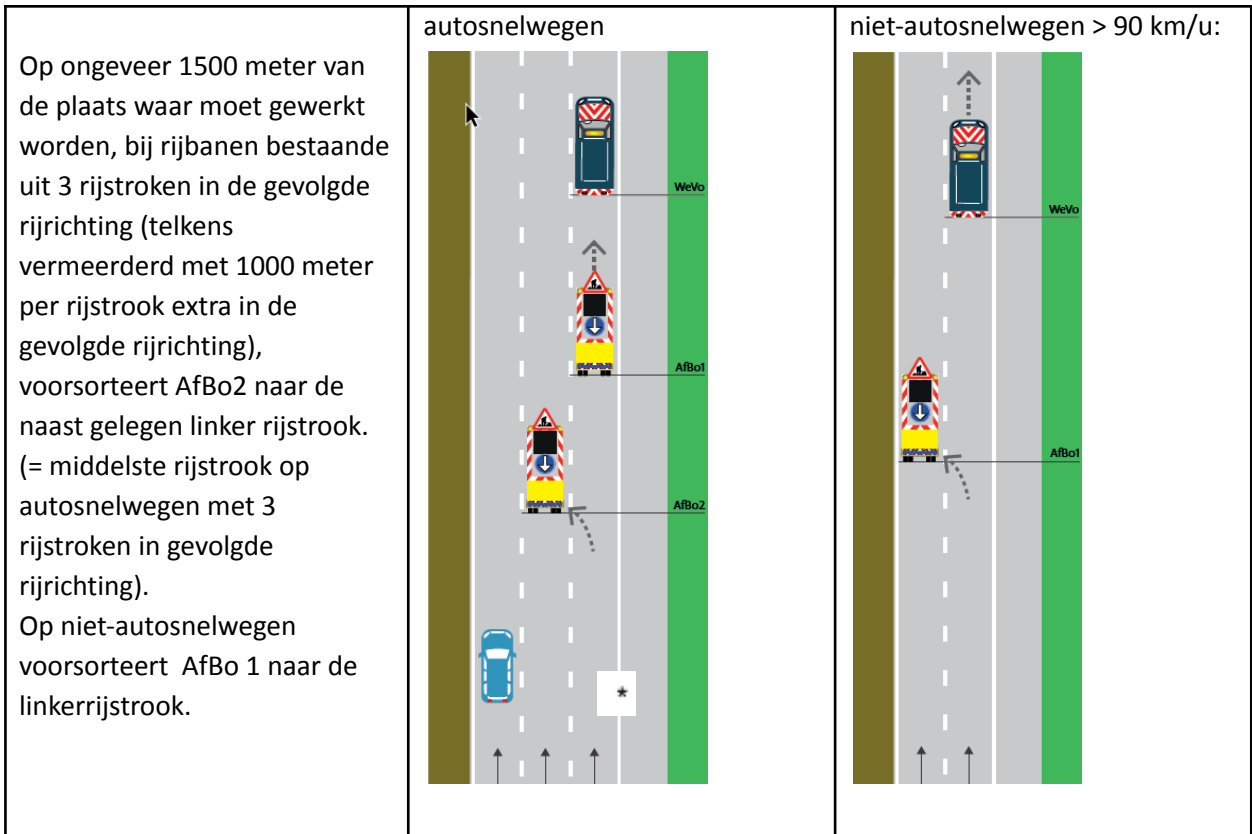 Op ongeveer 1500 meter van
de plaats waar moet gewerkt
worden, bij rijbanen bestaande
uit 3 rijstroken in de gevolgde
rijrichting (telkens
vermeerderd met 1000 meter
per rijstrook extra in de
gevolgde rijrichting),
voorsorteert AfBo2 naar de
naast gelegen linker rijstrook.
(= middelste rijstrook op
autosnelwegen met 3
rijstroken in gevolgde
rijrichting).
Op niet-autosnelwegen
voorsorteert AfBo 1 naar de
linkerrijstrook.
autosnelwegen
WeVo
AfBo1
AfBo2
*
niet-autosnelwegen > 90 km/u:
WeVo
AfBo1